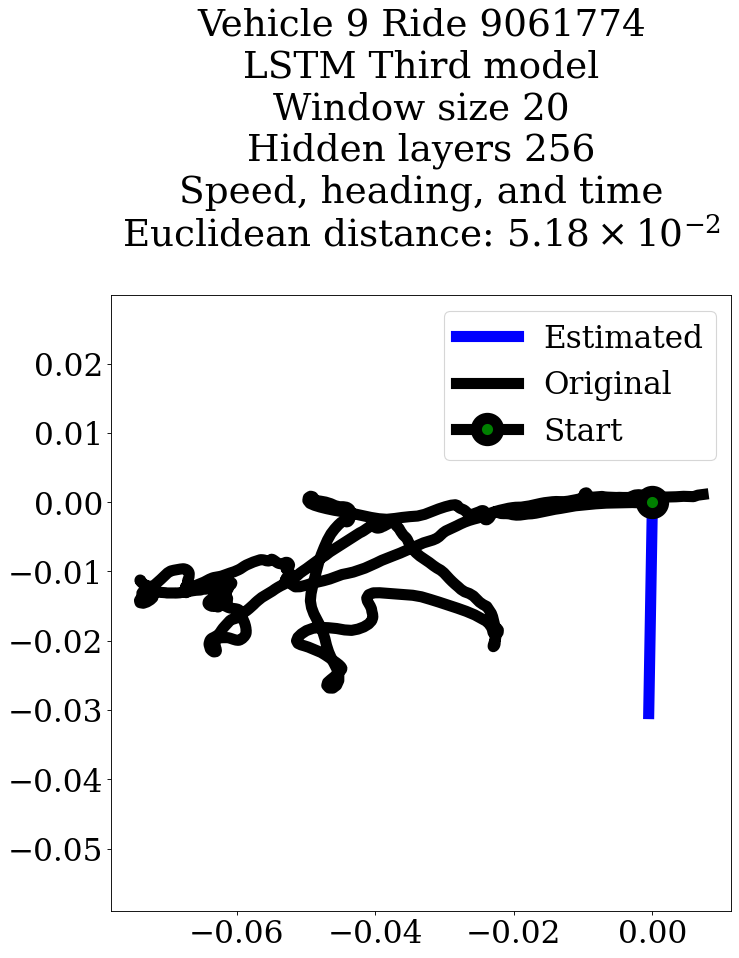 Vehicle 9 Ride 9061774
LSTM Third model
Window size 20
Hidden layers 256
Speed, heading, and time
Euclidean distance: 5.18 × 10⁻²
Estimated
Original
Start
0.02
0.01
0.00
−0.01
−0.02
−0.03
−0.04
−0.05
−0.06 −0.04 −0.02 0.00